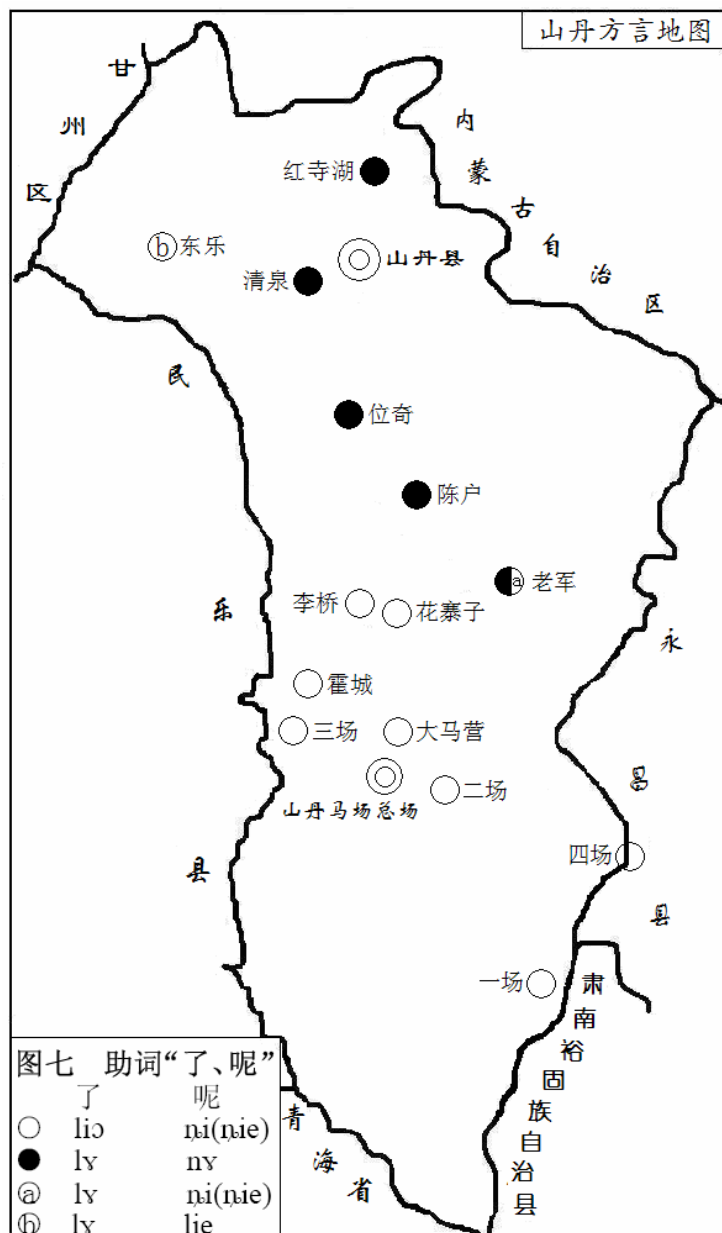 山丹方言地图
甘州区
内蒙古自治区
红寺湖
ⓑ 东乐
山丹县
清泉
民乐县
位奇
陈户
ⓐ 老军
李桥
花寨子
永昌县
霍城
三场
大马营
山丹马场总场
二场
四场
一场
肃南裕固族自治县
青海省
图七 助词“了、呢”
了 呢
○ liɔ ȵi(ȵie)
● lɤ nɤ
ⓐ lɤ ȵi(ȵie)
ⓑ lɤ lie